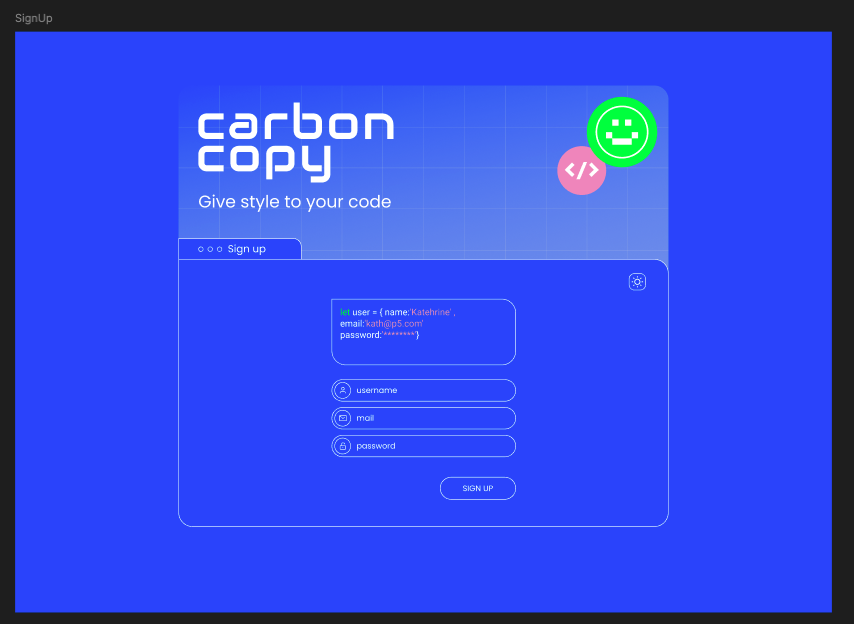 SignUp
carbon
copy
Give style to your code
Sign up
</>
let user = { name:'Katehrine' ,
email:'kath@p5.com'
password:'********'}
username
mail
password
SIGN UP